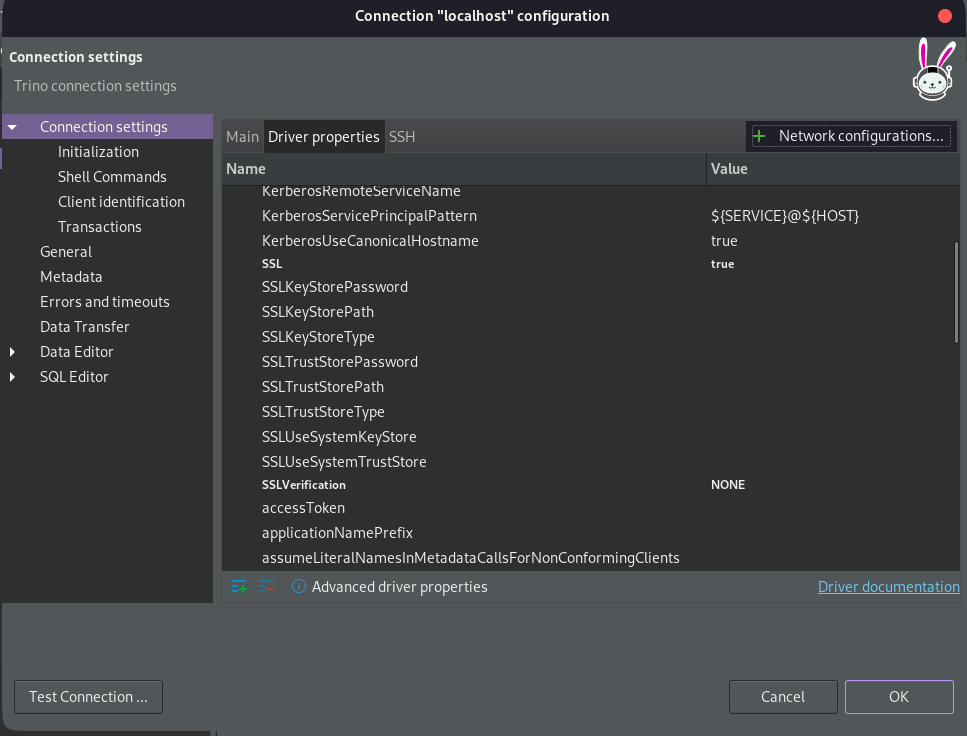 Connection "localhost" configuration
Connection settings
Trino connection settings
Connection settings
Initialization
Shell Commands
Client identification
Transactions
General
Metadata
Errors and timeouts
Data Transfer
Data Editor
SQL Editor
Main Driver properties SSH
Network configurations...
Name Value
KerberosRemoteServiceName
KerberosServicePrincipalPattern ${SERVICE}@${HOST}
KerberosUseCanonicalHostname true
SSL true
SSLKeyStorePassword
SSLKeyStorePath
SSLKeyStoreType
SSLTrustStorePassword
SSLTrustStorePath
SSLTrustStoreType
SSLUseSystemKeyStore
SSLUseSystemTrustStore
SSLVerification NONE
accessToken
applicationNamePrefix
assumeLiteralNamesInMetadataCallsForNonConformingClients
Advanced driver properties Driver documentation
Test Connection ... Cancel OK